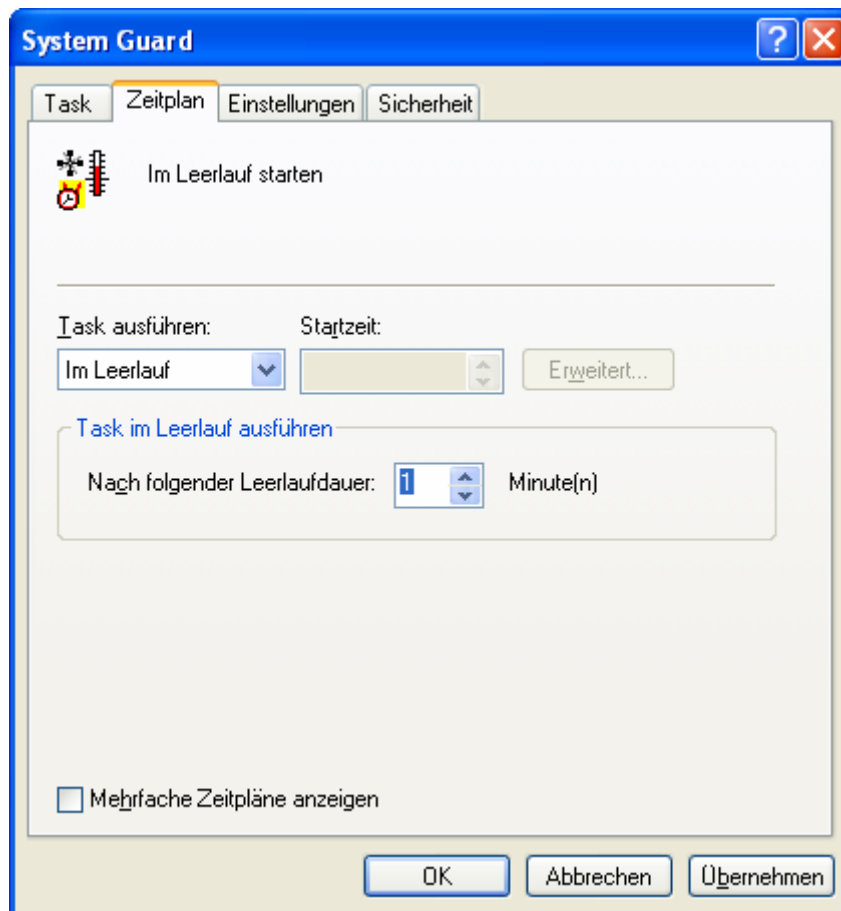 System Guard
Task Zeitplan Einstellungen Sicherheit
Im Leerlauf starten
Task ausführen: Startzeit:
Im Leerlauf Erweitert...
Task im Leerlauf ausführen
Nach folgender Leerlaufdauer: 1 Minute(n)
Mehrfache Zeitpläne anzeigen
OK Abbrechen Übernehmen